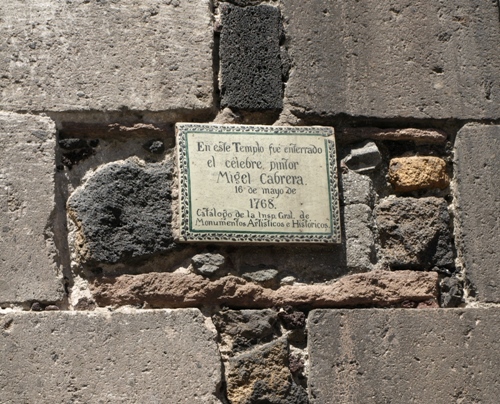 En este Templo fué enterrado
el célebre pintor
Migel Cabrera.
16 de mayo de
1768.
Catálogo de la Insp. Gral. de
Monumentos Artísticos e Históricos